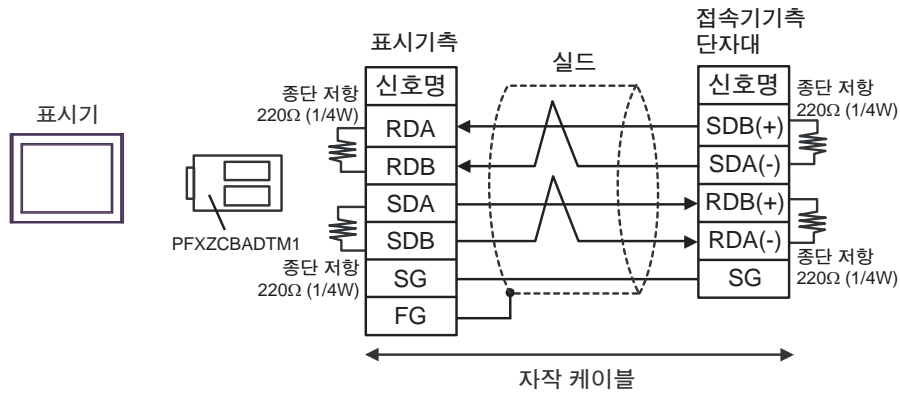 접속기기측
단자대
표시기측
실드
종단 저항
220Ω (1/4W)
신호명
신호명
종단 저항
220Ω (1/4W)
표시기
RDA
SDB(+)
RDB
SDA(-)
SDA
RDB(+)
PFXZCBADTM1
SDB
RDA(-)
종단 저항
220Ω (1/4W)
SG
SG
종단 저항
220Ω (1/4W)
FG
자작 케이블